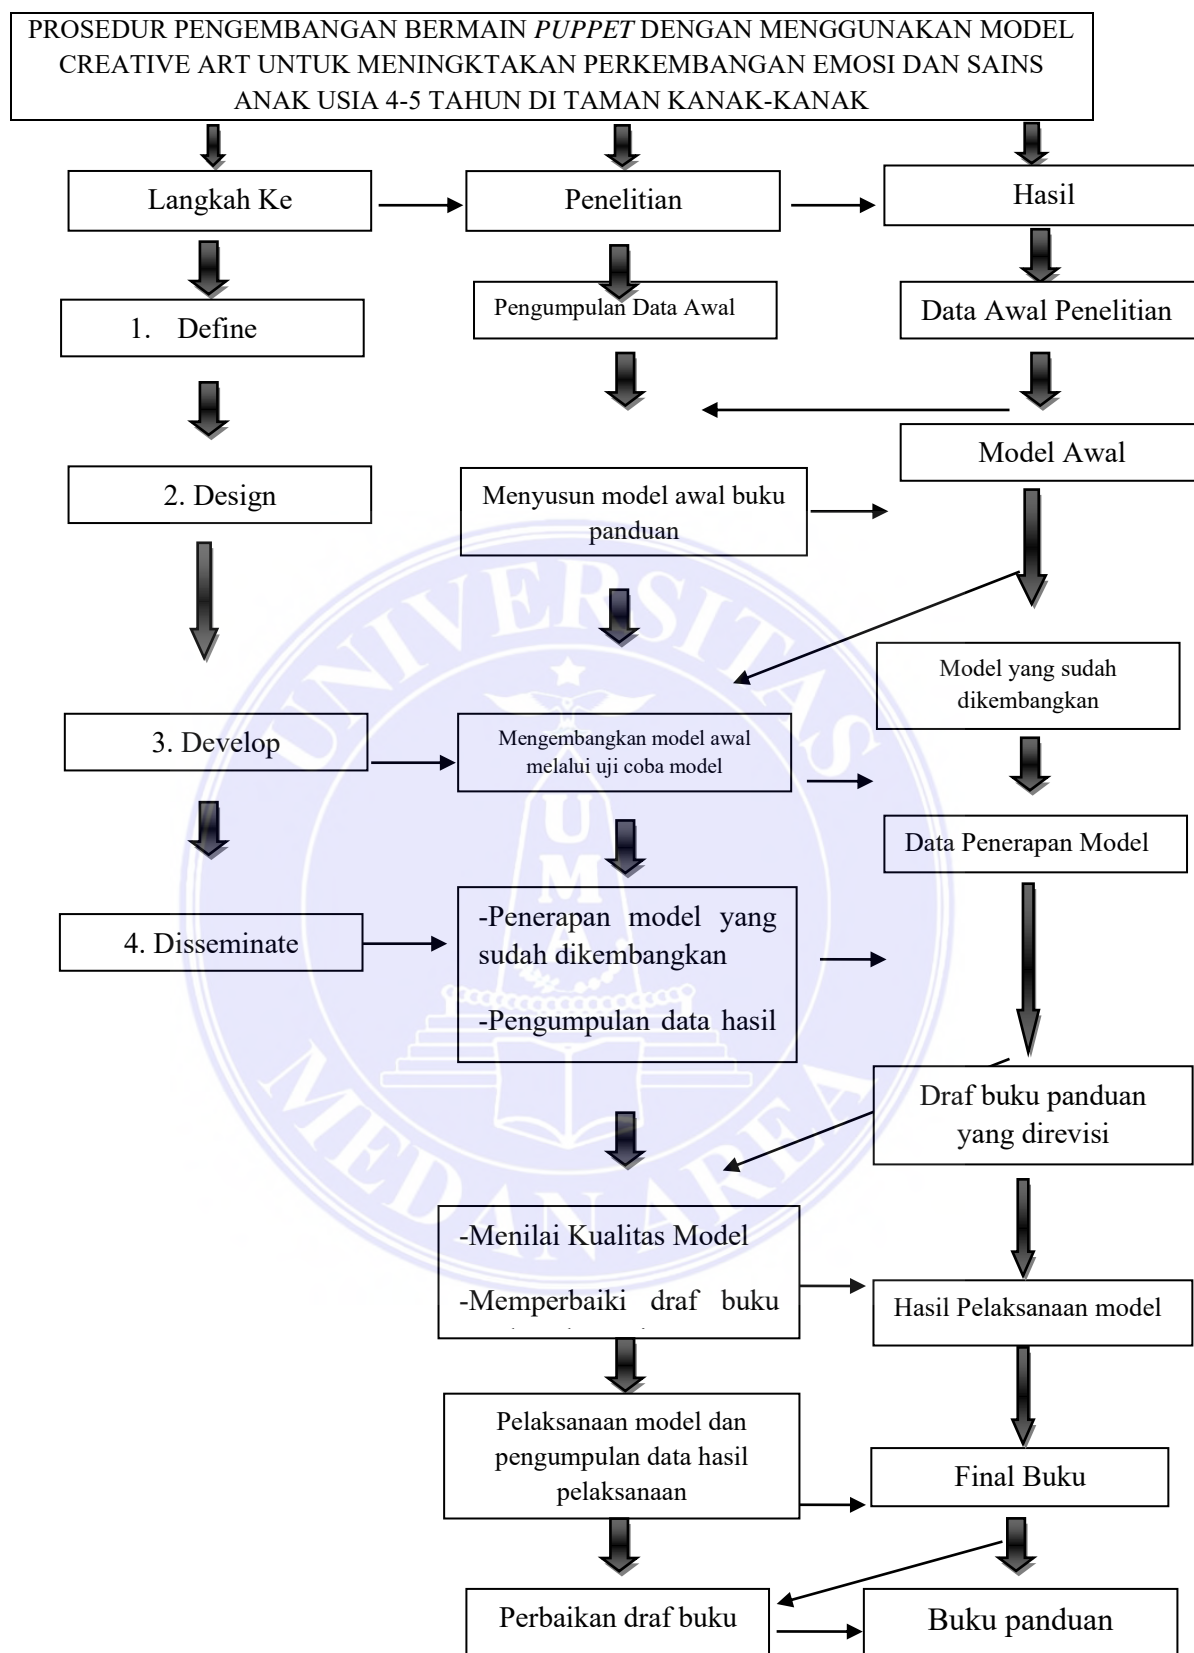 PROSEDUR PENGEMBANGAN BERMAIN PUPPET DENGAN MENGGUNAKAN MODEL
CREATIVE ART UNTUK MENINGKTAKAN PERKEMBANGAN EMOSI DAN SAINS
ANAK USIA 4-5 TAHUN DI TAMAN KANAK-KANAK
Langkah Ke
Penelitian
Hasil
1. Define
Pengumpulan Data Awal
Data Awal Penelitian
Model Awal
2. Design
Menyusun model awal buku
panduan
Model yang sudah
dikembangkan
3. Develop
Mengembangkan model awal
melalui uji coba model
Data Penerapan Model
4. Disseminate
-Penerapan model yang
sudah dikembangkan
-Pengumpulan data hasil
Draf buku panduan
yang direvisi
-Menilai Kualitas Model
-Memperbaiki draf buku
Hasil Pelaksanaan model
Pelaksanaan model dan
pengumpulan data hasil
pelaksanaan
Final Buku
Perbaikan draf buku
Buku panduan
UNIVERSITAS
MEDAN AREA
U
M
A